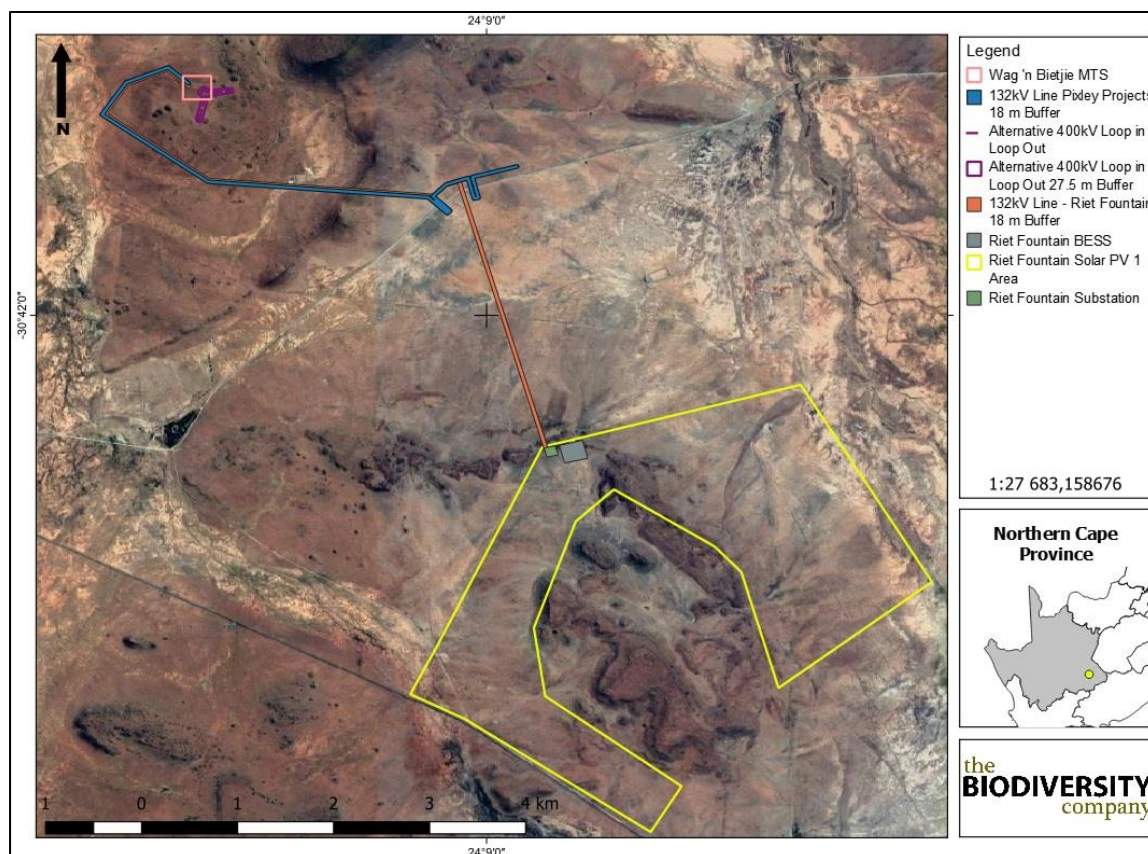 24°9'0"
N
-30°42'0"
1 0 1 2 3 4 km
24°9'0"
Legend
Wag 'n Bietjie MTS
132kV Line Pixley Projects
18 m Buffer
Alternative 400kV Loop in
Loop Out
Alternative 400kV Loop in
Loop Out 27.5 m Buffer
132kV Line - Riet Fountain
18 m Buffer
Riet Fountain BESS
Riet Fountain Solar PV 1
Area
Riet Fountain Substation
1:27 683,158676
Northern Cape
Province
the
BIODIVERSITY
company